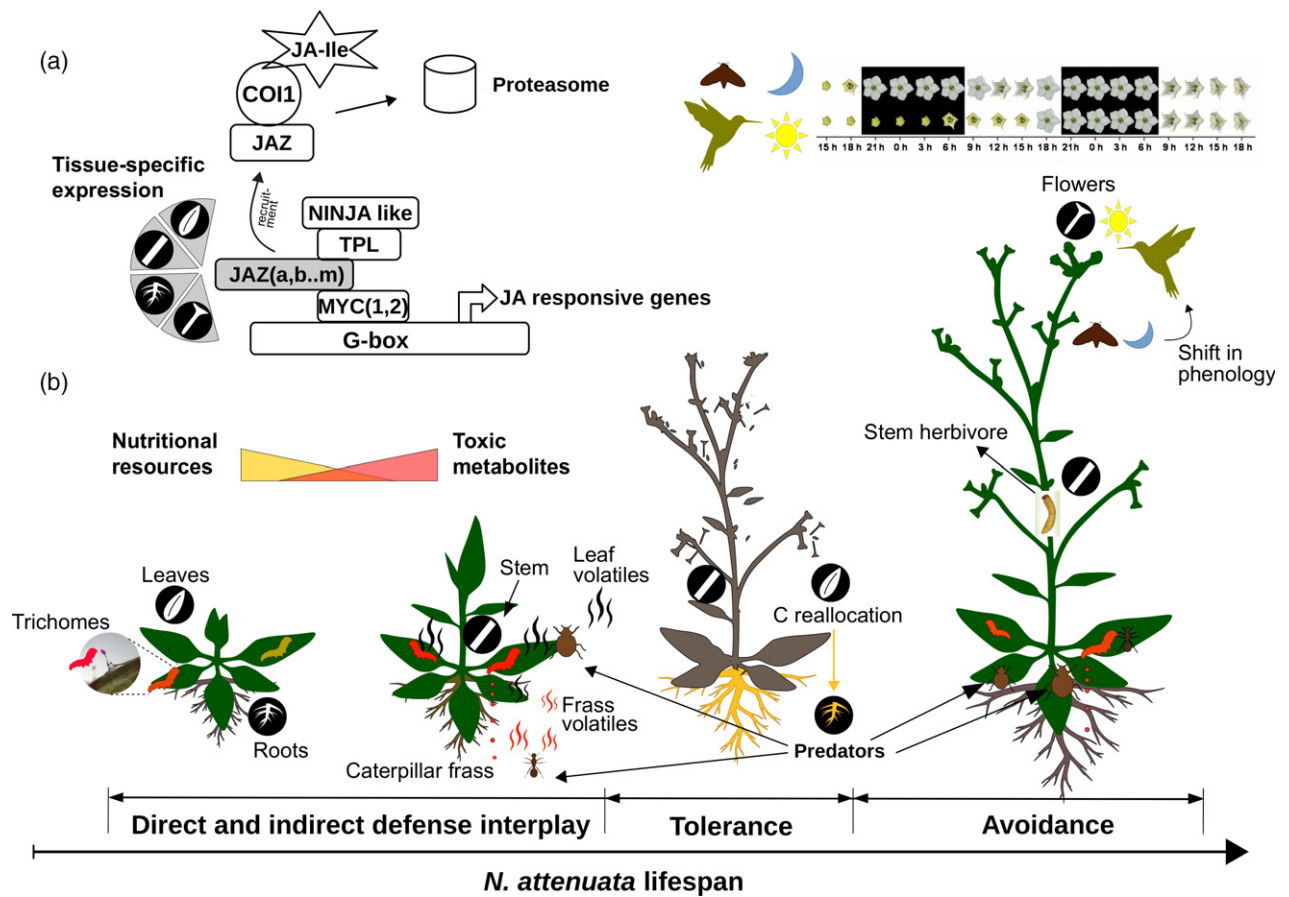 (a)
JA-Ile
COI1
JAZ
Proteasome
Tissue-specific
expression
recruit-
ment
NINJA like
TPL
JAZ(a,b..m)
MYC(1,2)
JA responsive genes
G-box
15 h 18 h 21 h 0 h 3 h 6 h 9 h 12 h 15 h 18 h 21 h 0 h 3 h 6 h 9 h 12 h 15 h 18 h
Flowers
Shift in
phenology
(b)
Nutritional
resources
Toxic
metabolites
Stem herbivore
Leaves
Trichomes
Roots
Stem
Leaf
volatiles
Frass
volatiles
Caterpillar frass
C reallocation
Predators
Direct and indirect defense interplay
Tolerance
Avoidance
N. attenuata lifespan